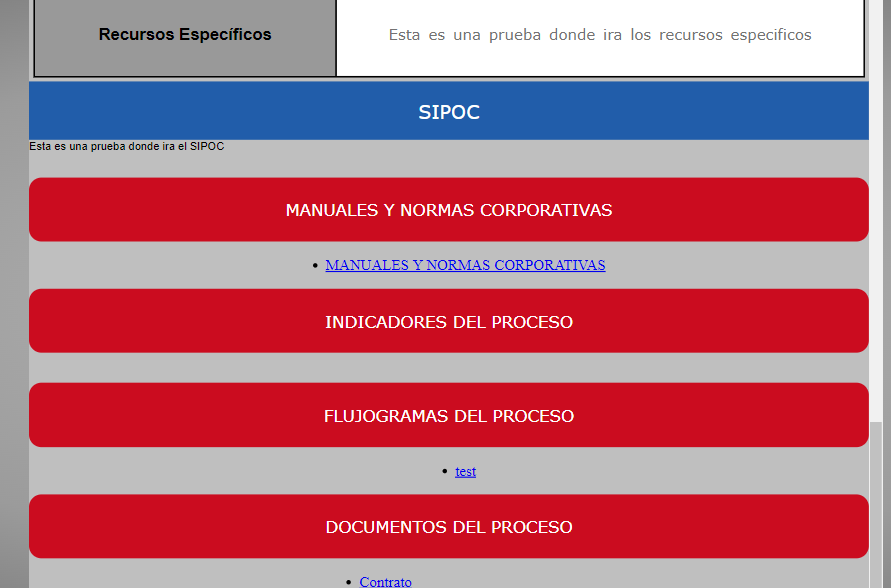 Recursos Específicos
Esta es una prueba donde ira los recursos especificos
SIPOC
Esta es una prueba donde ira el SIPOC
MANUALES Y NORMAS CORPORATIVAS
• MANUALES Y NORMAS CORPORATIVAS
INDICADORES DEL PROCESO
FLUJOGRAMAS DEL PROCESO
• test
DOCUMENTOS DEL PROCESO
• Contrato